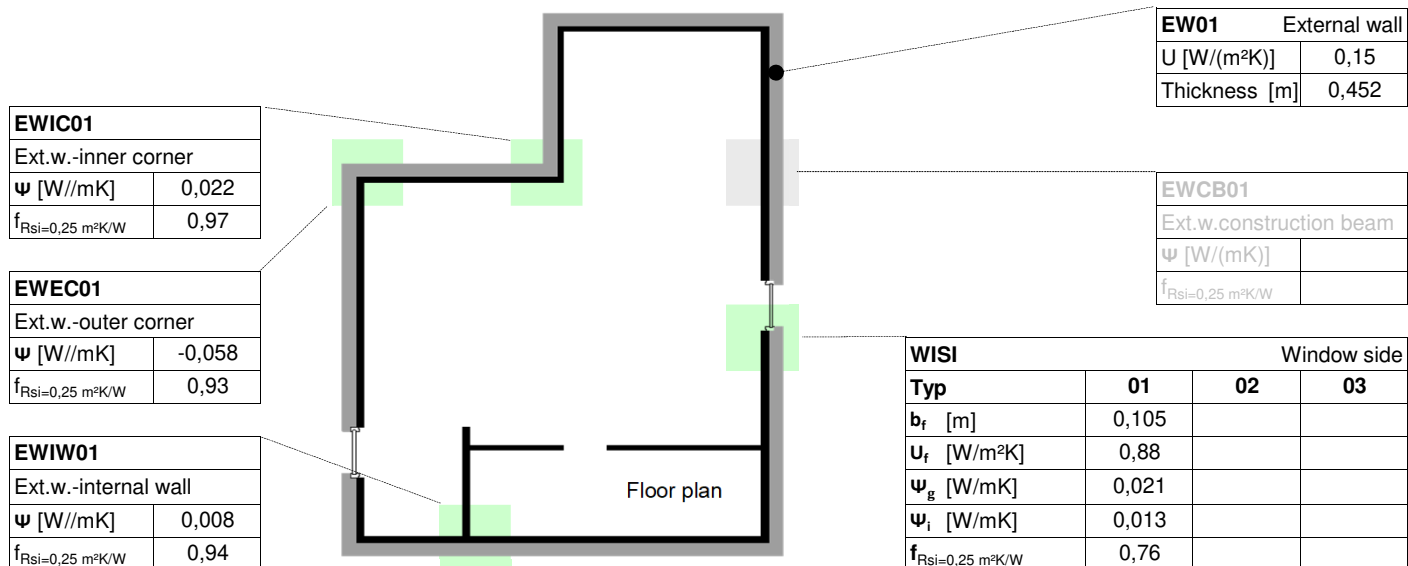 EW01 External wall
U [W/(m²K)] 0,15
Thickness [m] 0,452
EWIC01
Ext.w.-inner corner
Ψ [W//mK] 0,022
fRsi=0,25 m²K/W 0,97
EWCB01
Ext.w.construction beam
Ψ [W/(mK)]
fRsi=0,25 m²K/W
EWEC01
Ext.w.-outer corner
Ψ [W//mK] -0,058
fRsi=0,25 m²K/W 0,93
WISI Window side
Typ 01 02 03
bf [m] 0,105
Uf [W/m²K] 0,88
Ψg [W/mK] 0,021
Ψi [W/mK] 0,013
fRsi=0,25 m²K/W 0,76
EWIW01
Ext.w.-internal wall
Ψ [W//mK] 0,008
fRsi=0,25 m²K/W 0,94
Floor plan